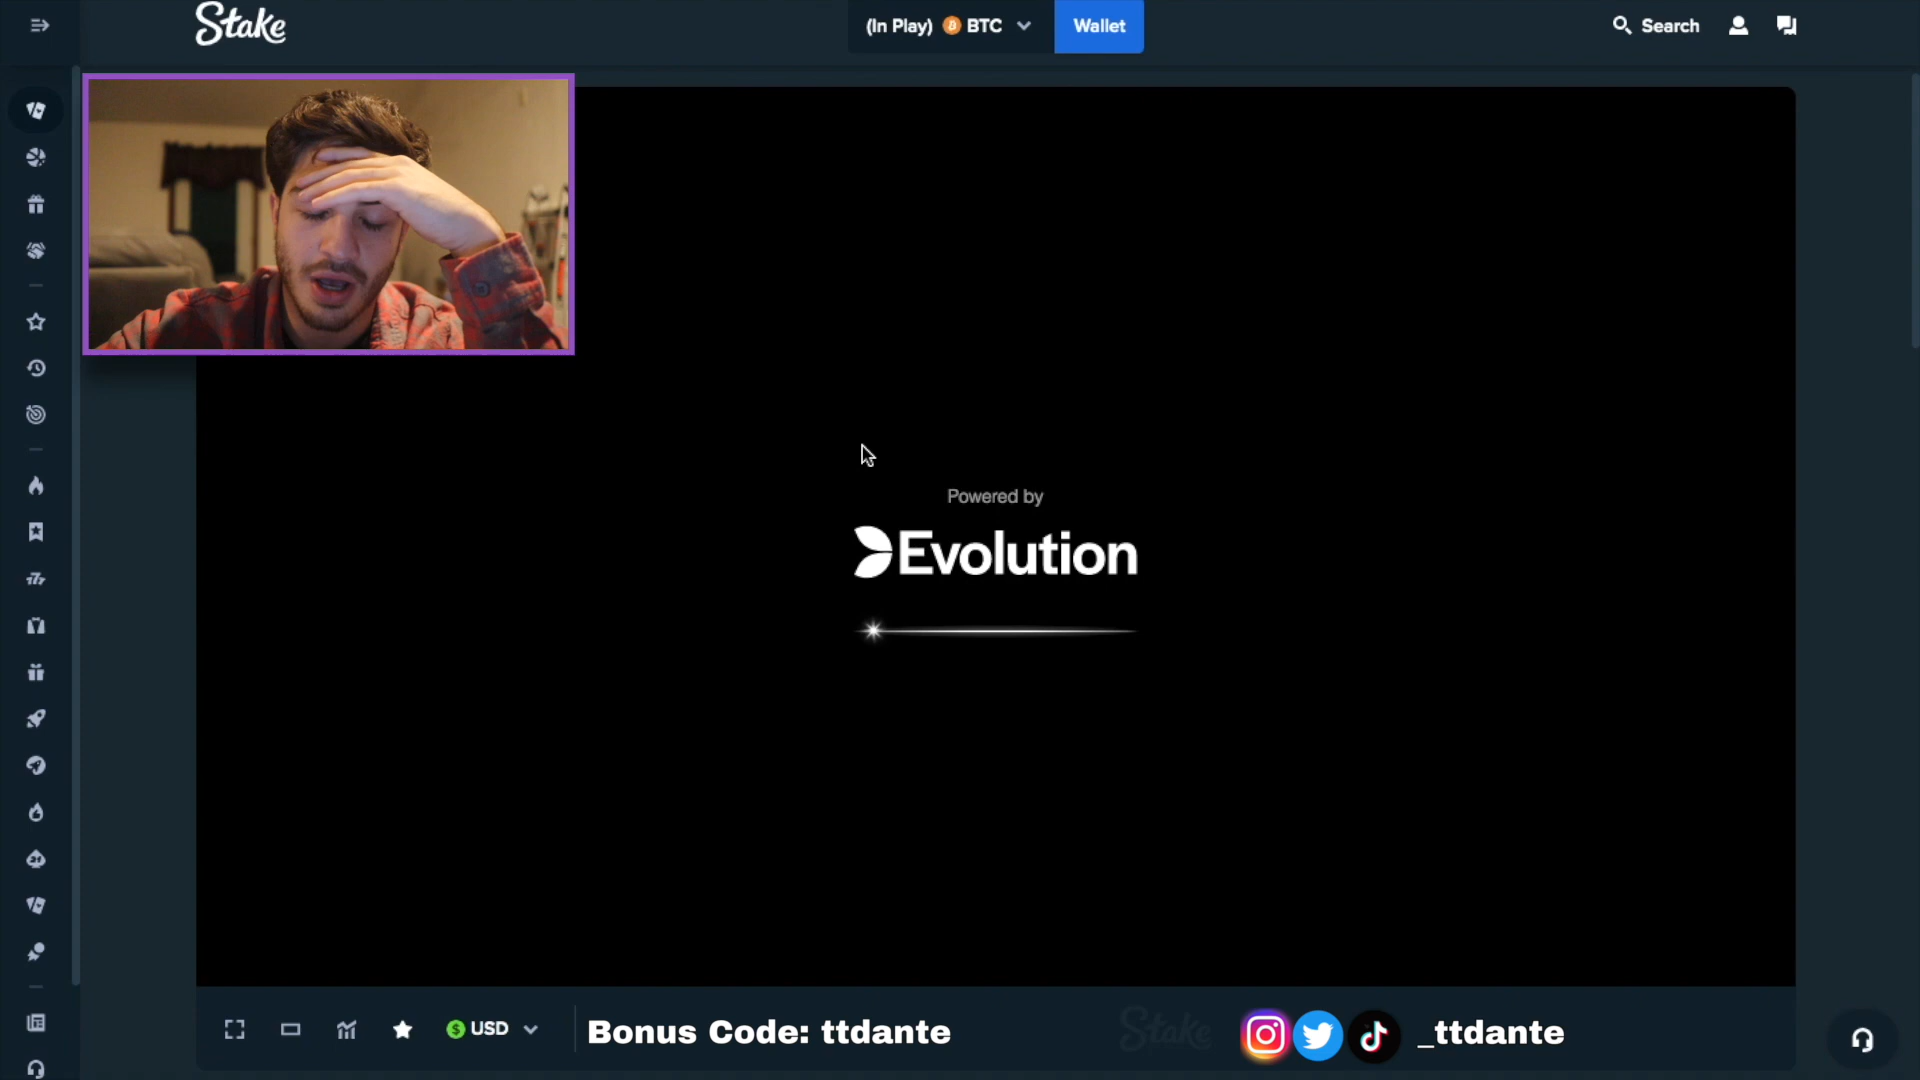 Stake
(In Play) BTC
Wallet
Search
Powered by
Evolution
USD
Bonus Code: ttdante
Stake
_ttdante